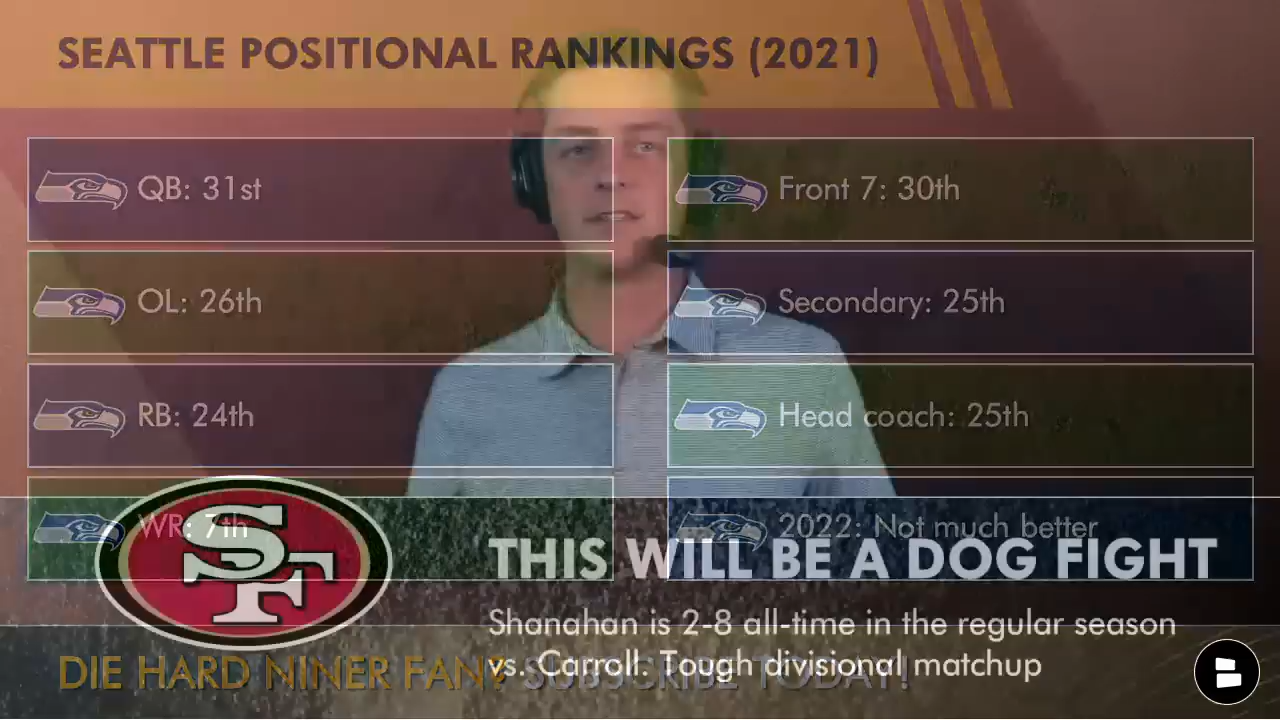 SEATTLE POSITIONAL RANKINGS (2021)
QB: 31st
Front 7: 30th
OL: 26th
Secondary: 25th
RB: 24th
Head coach: 25th
WR: 7th
2022: Not much better
SF
THIS WILL BE A DOG FIGHT
Shanahan is 2-8 all-time in the regular season
vs. Carroll. Tough divisional matchup
DIE HARD NINER FAN? SUBSCRIBE TODAY!